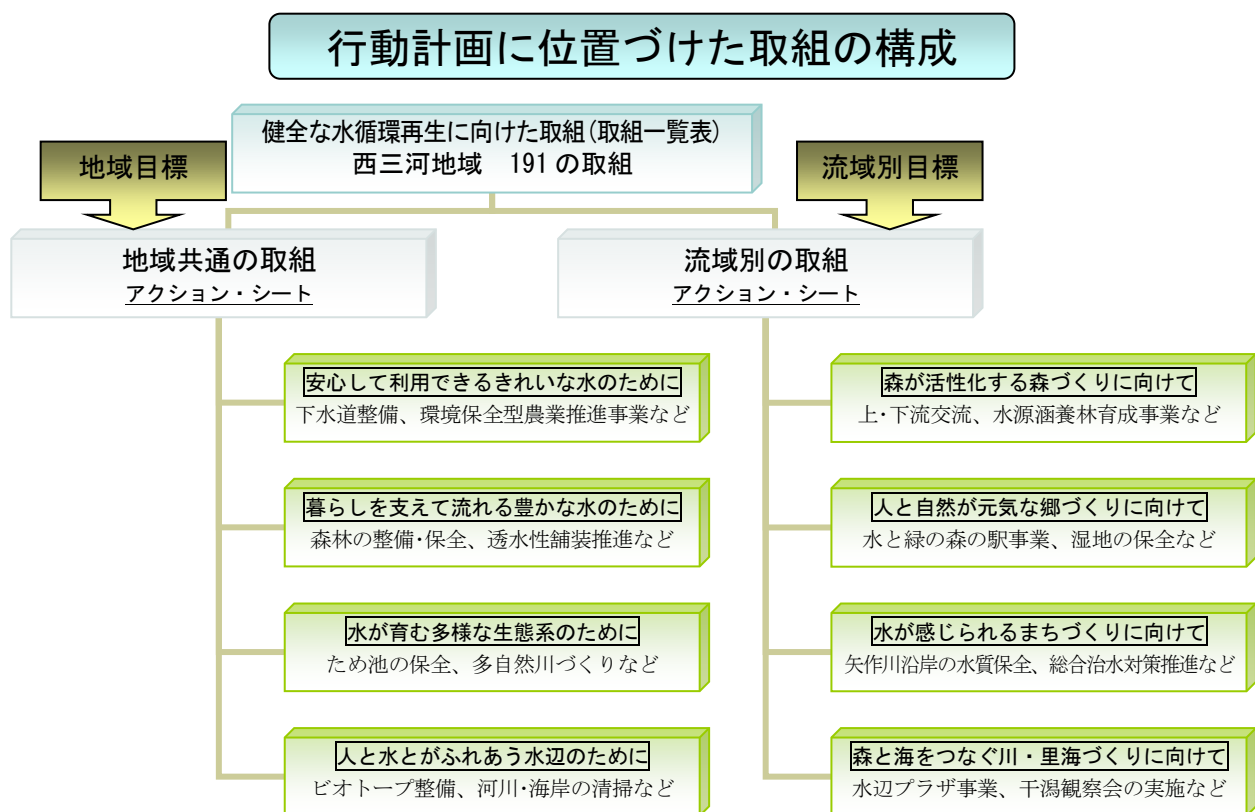 行動計画に位置づけた取組の構成
健全な水循環再生に向けた取組(取組一覧表)
西三河地域　191の取組
地域目標
流域別目標
地域共通の取組
アクション・シート
流域別の取組
アクション・シート
安心して利用できるきれいな水のために
下水道整備、環境保全型農業推進事業など
暮らしを支えて流れる豊かな水のために
森林の整備･保全、透水性舗装推進など
水が育む多様な生態系のために
ため池の保全、多自然川づくりなど
人と水とがふれあう水辺のために
ビオトープ整備、河川･海岸の清掃など
森が活性化する森づくりに向けて
上･下流交流、水源涵養林育成事業など
人と自然が元気な郷づくりに向けて
水と緑の森の駅事業、湿地の保全など
水が感じられるまちづくりに向けて
矢作川沿岸の水質保全、総合治水対策推進など
森と海をつなぐ川・里海づくりに向けて
水辺プラザ事業、干潟観察会の実施など